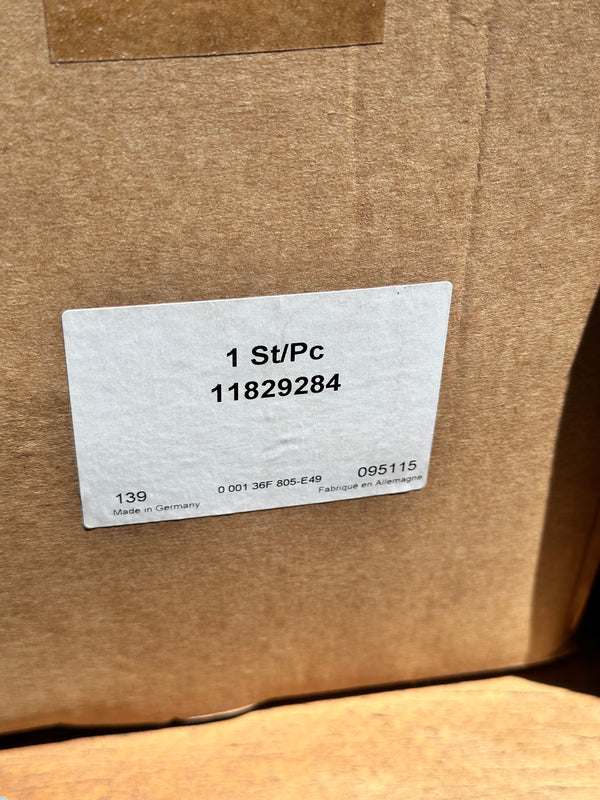 1 St/Pc
11829284
139 0 001 36F 805-E49 095115
Made in Germany Fabrique en Allemagne